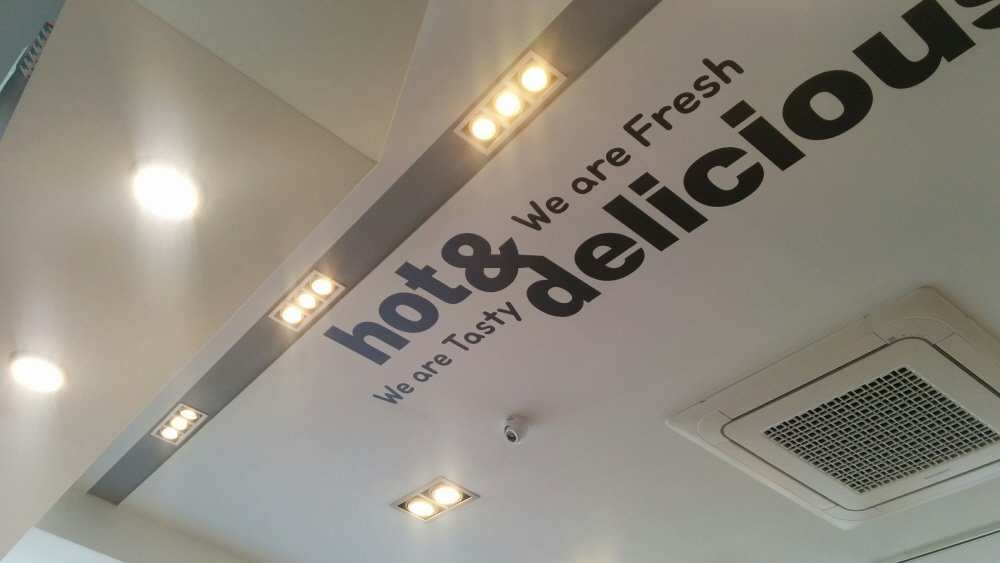 We are Fresh
hot& delicious
We are Tasty